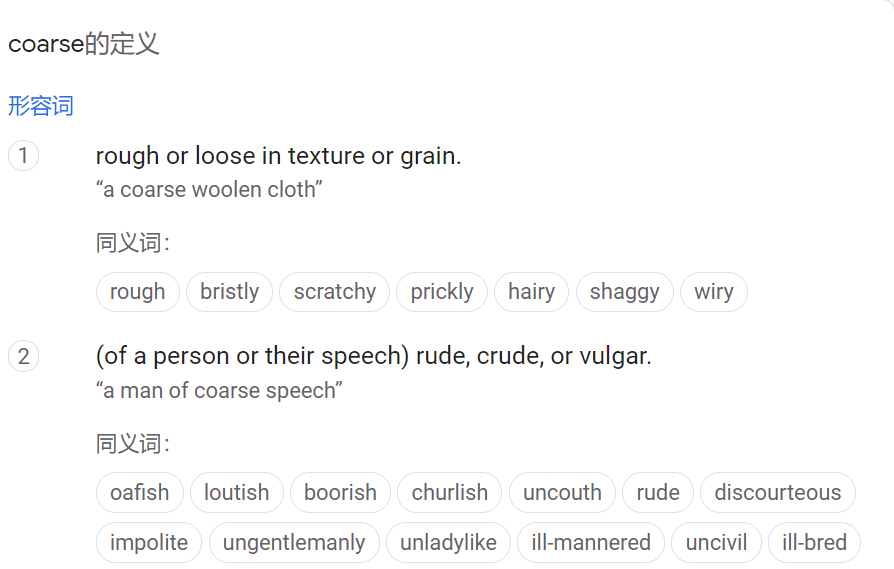 coarse的定义
形容词
1 rough or loose in texture or grain.
“a coarse woolen cloth”
同义词：
rough bristly scratchy prickly hairy shaggy wiry
2 (of a person or their speech) rude, crude, or vulgar.
“a man of coarse speech”
同义词：
oafish loutish boorish churlish uncouth rude discourteous
impolite ungentlemanly unladylike ill-mannered uncivil ill-bred